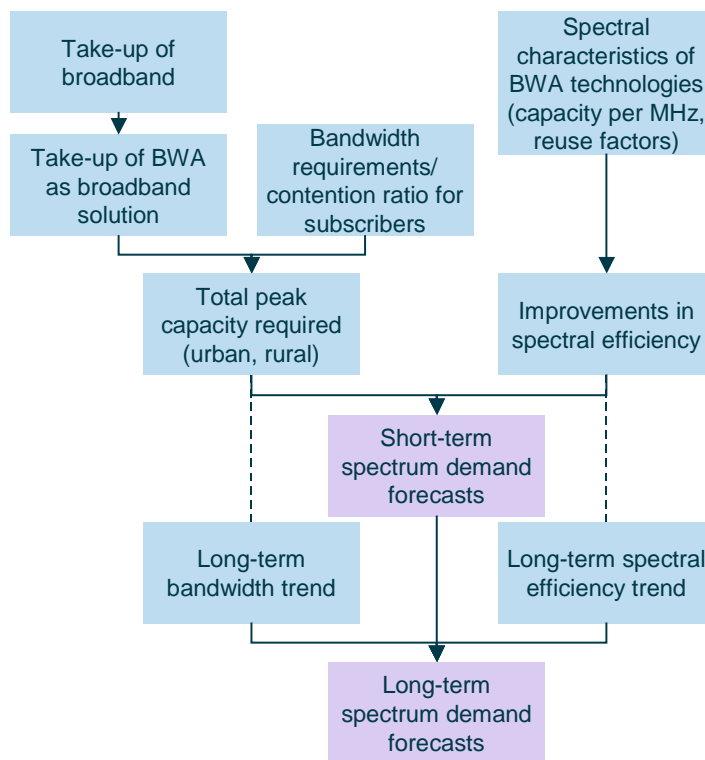 Take-up of
broadband
Spectral
characteristics of
BWA technologies
(capacity per MHz,
reuse factors)
Take-up of BWA
as broadband
solution
Bandwidth
requirements/
contention ratio for
subscribers
Total peak
capacity required
(urban, rural)
Improvements in
spectral efficiency
Short-term
spectrum demand
forecasts
Long-term
bandwidth trend
Long-term spectral
efficiency trend
Long-term
spectrum demand
forecasts